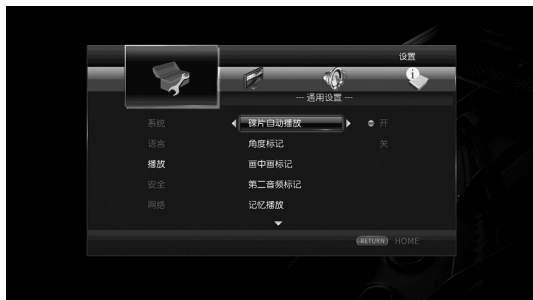 设置
--- 通用设置 ---
系统
碟片自动播放
开
语言
角度标记
关
播放
画中画标记
安全
第二音频标记
网络
记忆播放
RETURN HOME